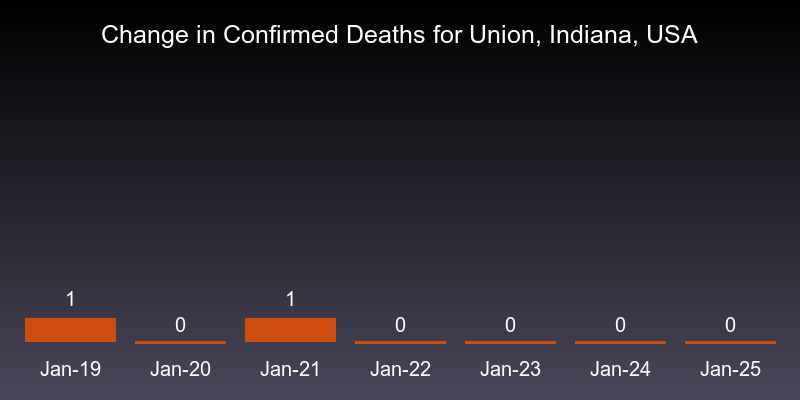 Change in Confirmed Deaths for Union, Indiana, USA
1 0 1 0 0 0 0
Jan-19 Jan-20 Jan-21 Jan-22 Jan-23 Jan-24 Jan-25